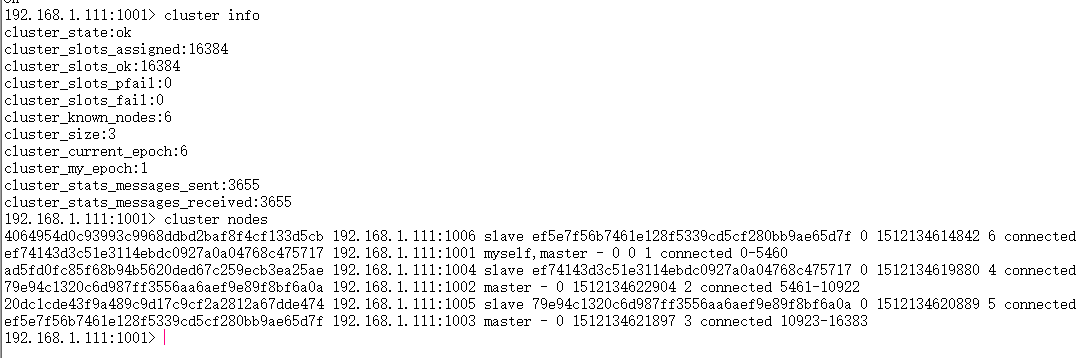 192.168.1.111:1001> cluster info
cluster_state:ok
cluster_slots_assigned:16384
cluster_slots_ok:16384
cluster_slots_pfail:0
cluster_slots_fail:0
cluster_known_nodes:6
cluster_size:3
cluster_current_epoch:6
cluster_my_epoch:1
cluster_stats_messages_sent:3655
cluster_stats_messages_received:3655
192.168.1.111:1001> cluster nodes
4064954d0c93993c9968ddbd2baf8f4cf133d5cb 192.168.1.111:1006 slave ef5e7f56b7461e128f5339cd5cf280bb9ae65d7f 0 1512134614842 6 connected
ef74143d3c51e3114ebdc0927a0a04768c475717 192.168.1.111:1001 myself,master - 0 0 1 connected 0-5460
ad5fd0fc85f68b94b5620ded67c259ecb3ea25ae 192.168.1.111:1004 slave ef74143d3c51e3114ebdc0927a0a04768c475717 0 1512134619880 4 connected
79e94c1320c6d987ff3556aa6aef9e89f8bf6a0a 192.168.1.111:1002 master - 0 1512134622904 2 connected 5461-10922
20dc1cde43f9a489c9d17c9cf2a2812a67dde474 192.168.1.111:1005 slave 79e94c1320c6d987ff3556aa6aef9e89f8bf6a0a 0 1512134620889 5 connected
ef5e7f56b7461e128f5339cd5cf280bb9ae65d7f 192.168.1.111:1003 master - 0 1512134621897 3 connected 10923-16383
192.168.1.111:1001>